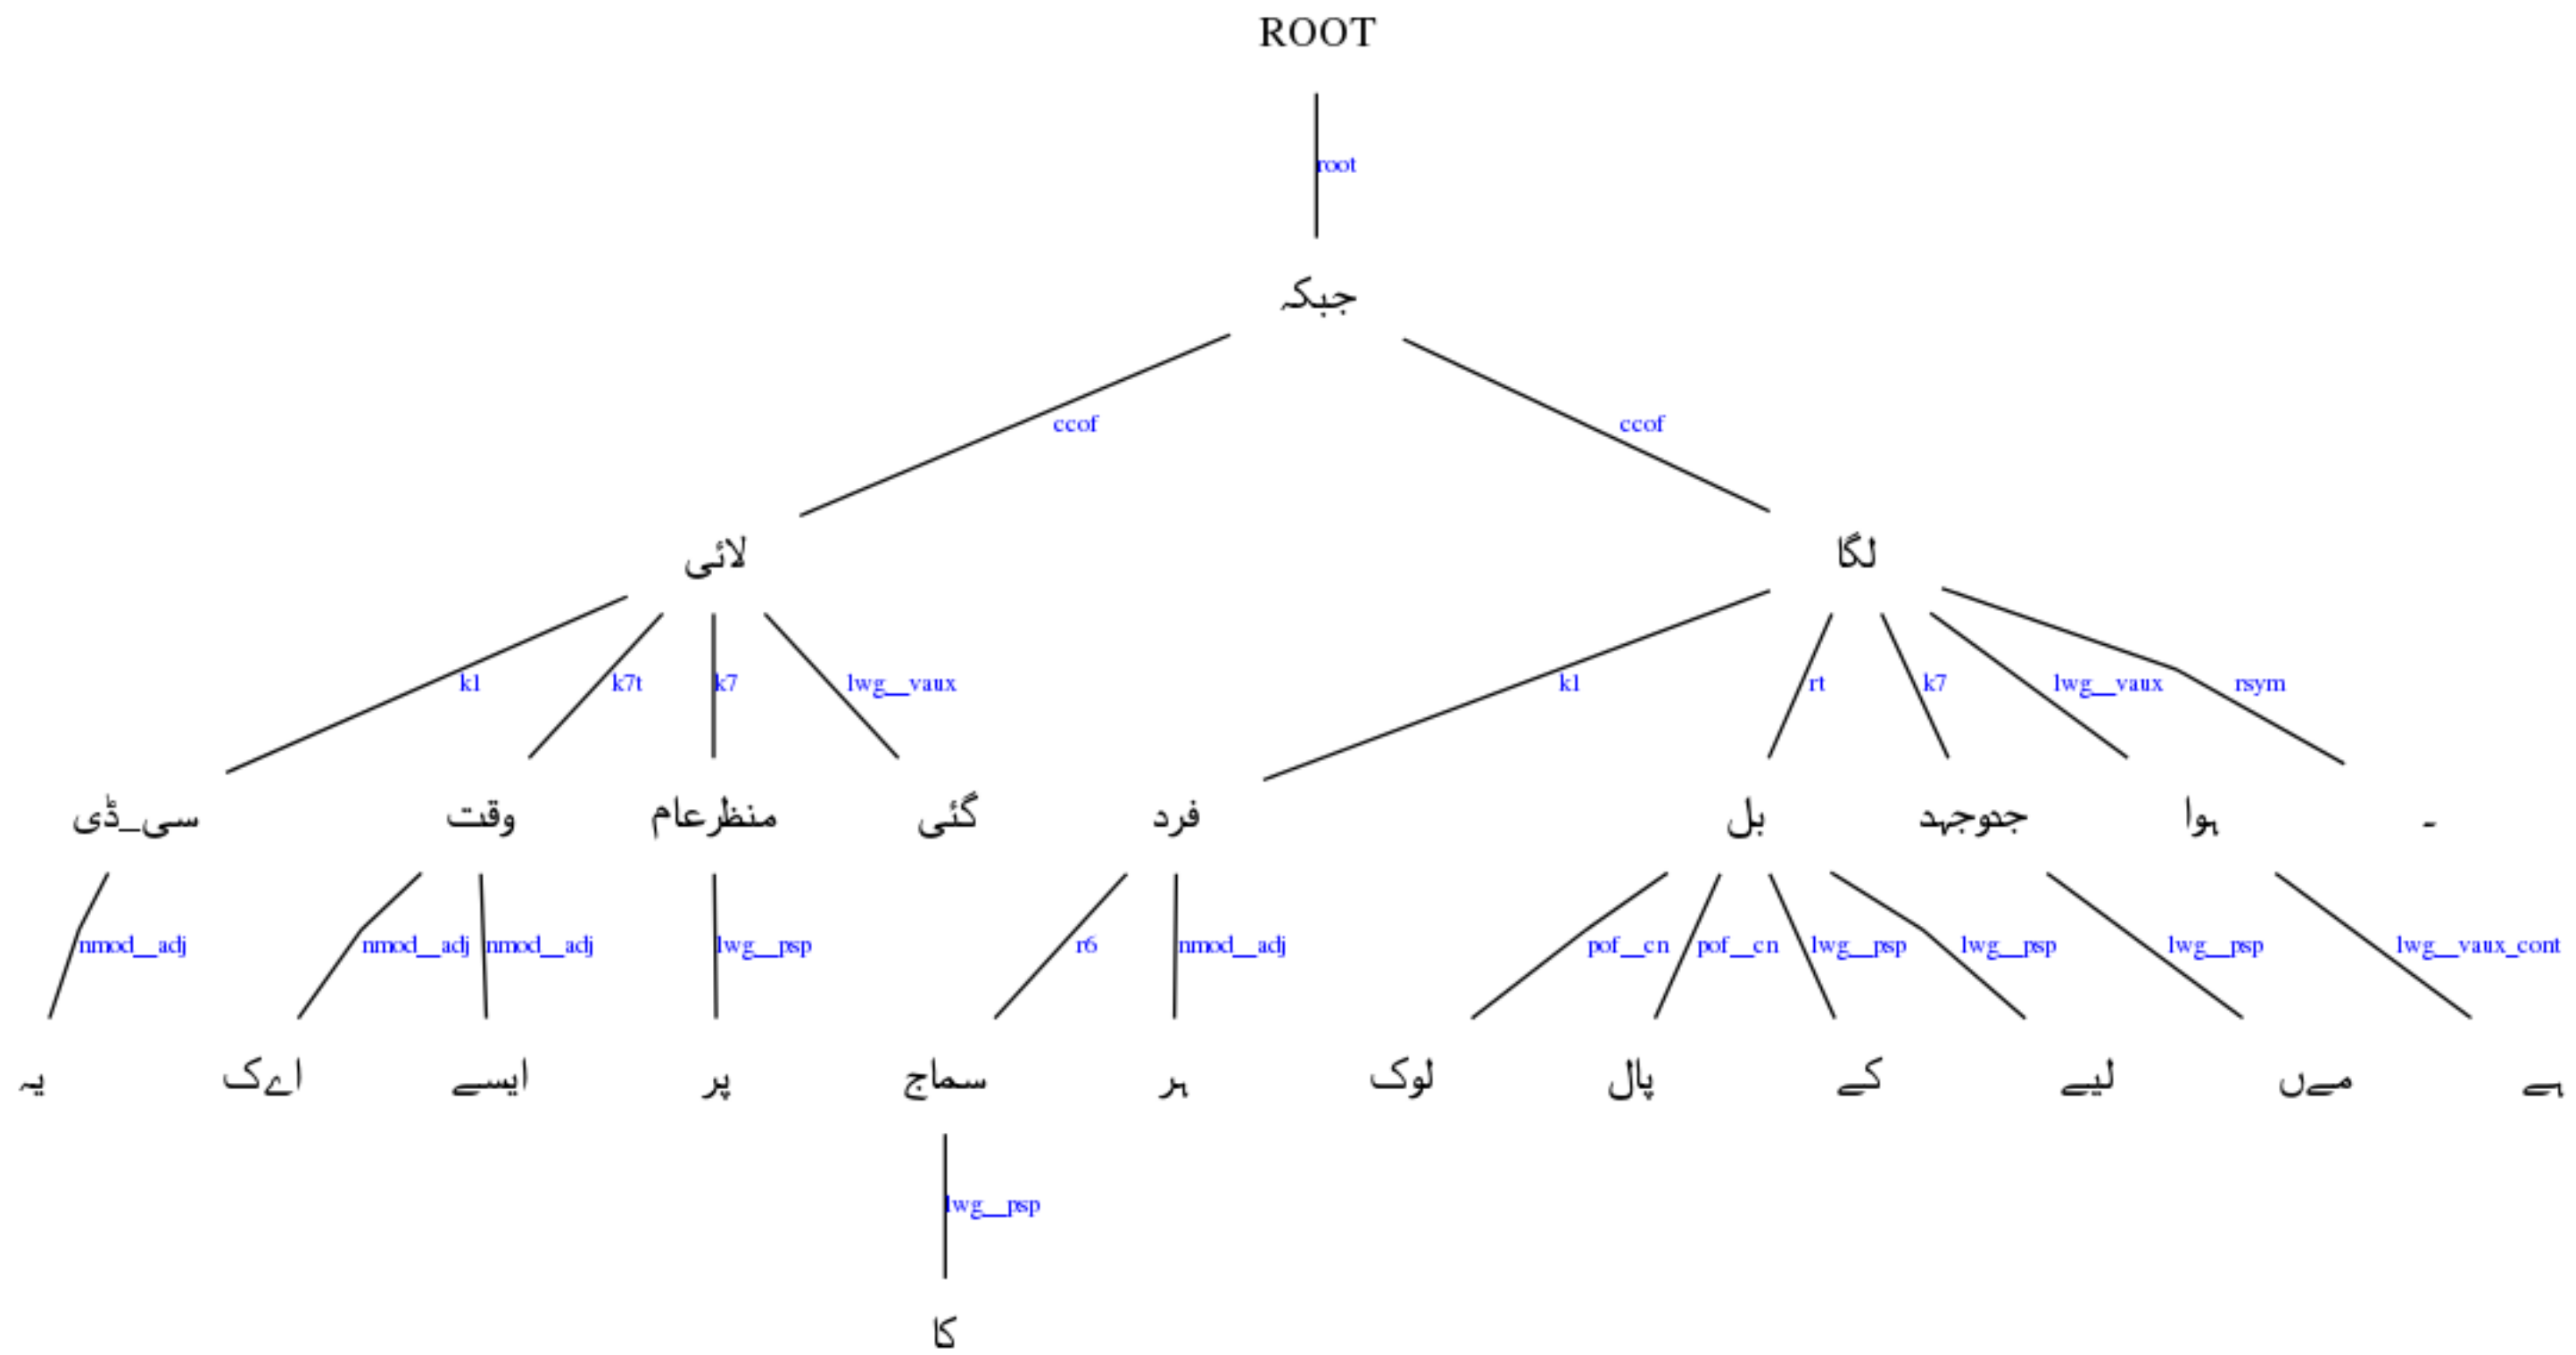 ROOT
root
جبکہ
ccof ccof
لائی لگا
k1 k7t k7 lwg__vaux k1 rt k7 lwg__vaux rsym
سی_ڈی وقت منظرعام گئی فرد بل جدوجہد ہوا ۔
nmod__adj nmod__adj nmod__adj lwg__psp r6 nmod__adj pof__cn pof__cn lwg__psp lwg__psp lwg__psp lwg__vaux_cont
یہ اےک ایسے پر سماج ہر لوک پال کے لیے مےں ہے
lwg__psp
کا